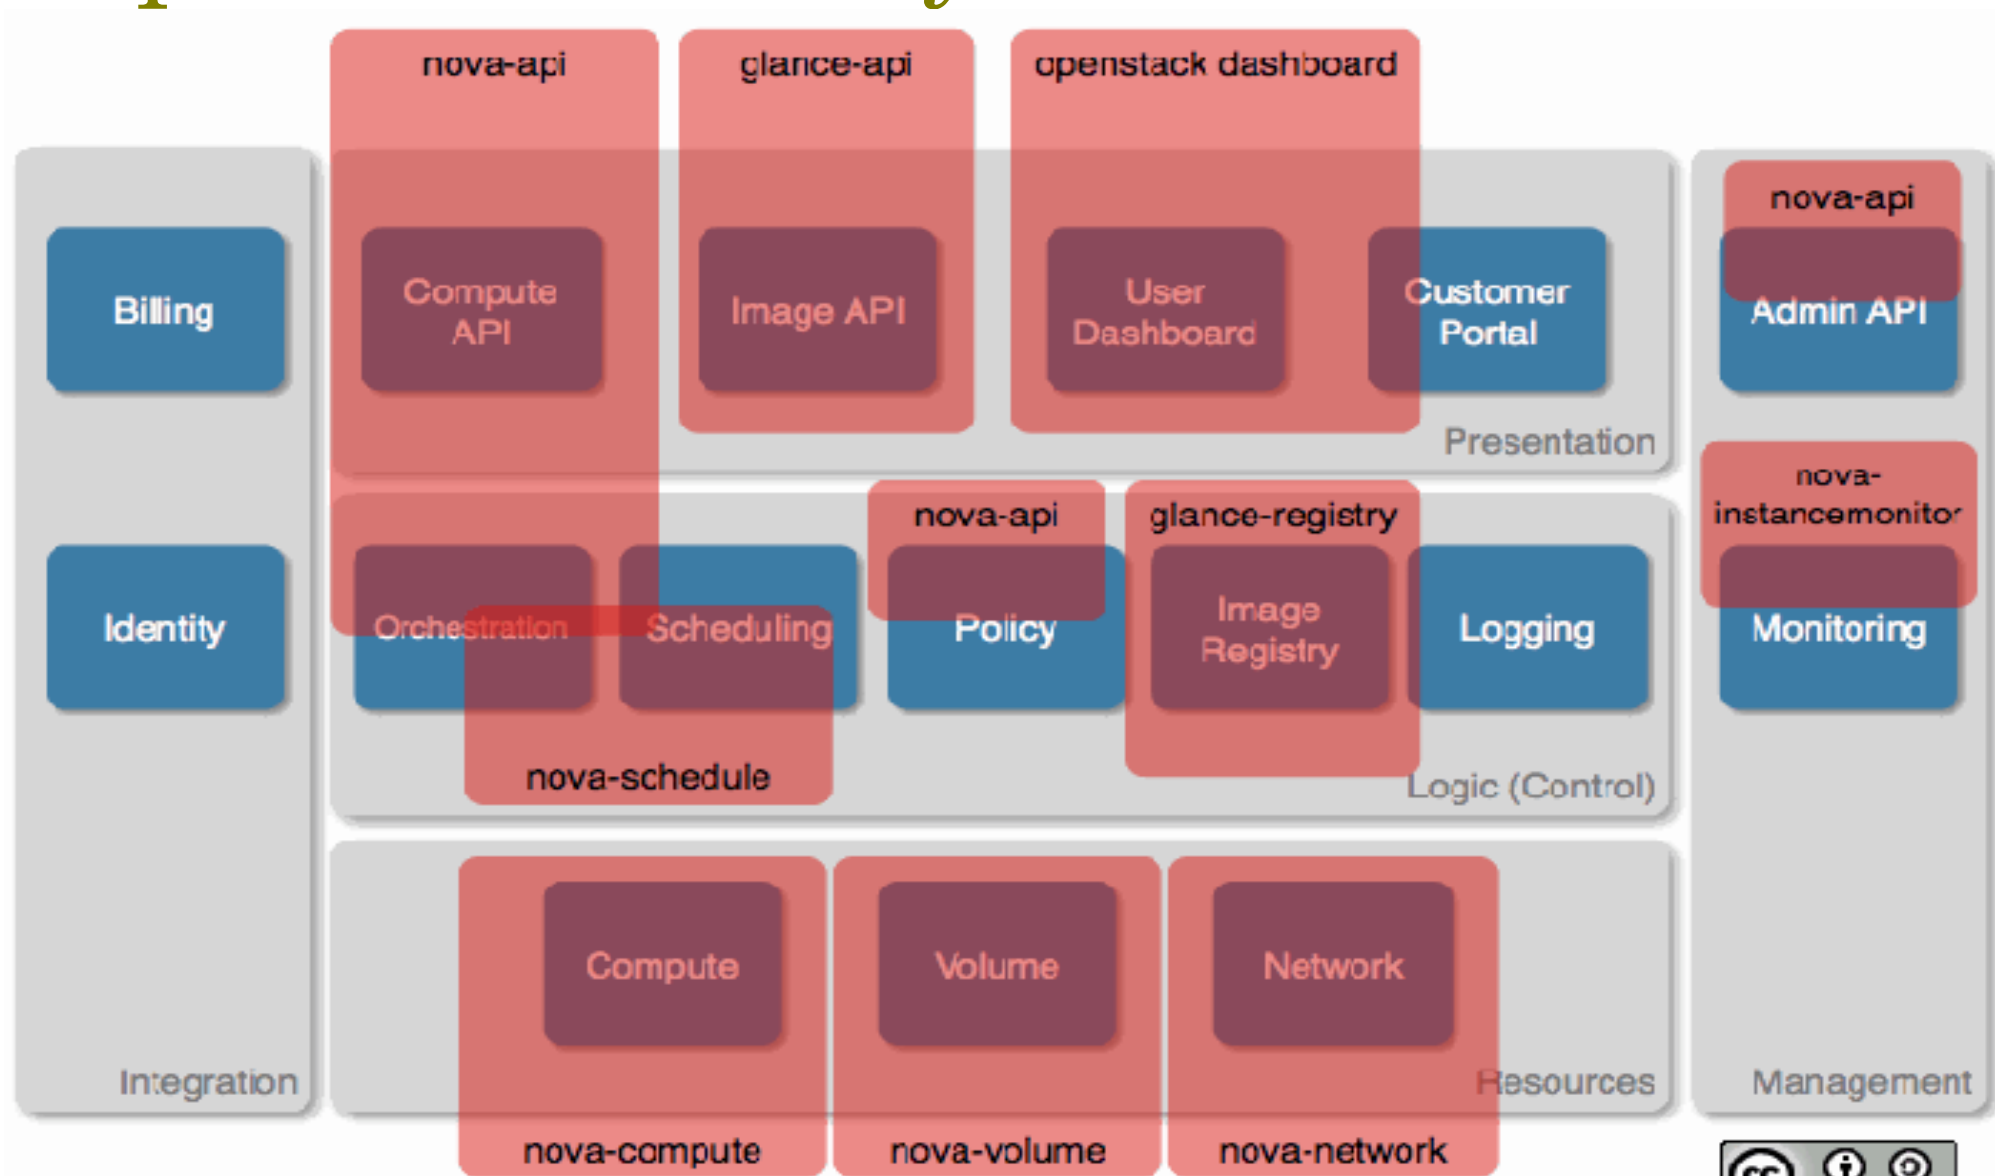 nova-api
glance-api
openstack dashboard
nova-api
Billing
Compute
API
Image API
User
Dashboard
Customer
Portal
Admin API
Presentation
nova-
instancemonitor
nova-api
glance-registry
Identity
Orchestration
Scheduling
Policy
Image
Registry
Logging
Monitoring
nova-schedule
Logic (Control)
Compute
Volume
Network
Integration
Resources
Management
nova-compute
nova-volume
nova-network
cc